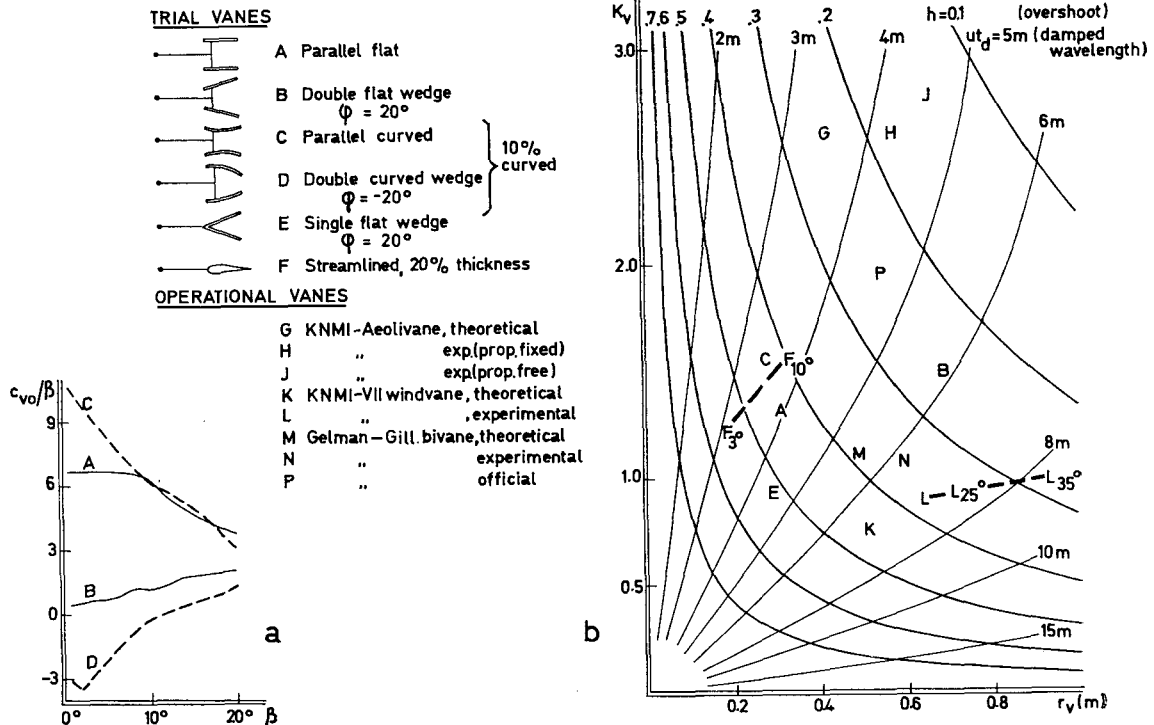 TRIAL VANES
A Parallel flat
B Double flat wedge
φ = 20°
C Parallel curved
D Double curved wedge
φ = -20°
10%
curved
E Single flat wedge
φ = 20°
F Streamlined, 20% thickness
OPERATIONAL VANES
G KNMI-Aeolivane, theoretical
H ,, exp.(prop. fixed)
J ,, exp.(prop. free)
K KNMI-VII windvane, theoretical
L ,, ,experimental
M Gelman-Gill. bivane, theoretical
N ,, experimental
P ,, official
c_vo/β
9
6
3
0
-3
0° 10° 20° β
C
A
B
D
a
K_v
3.0
2.0
1.0
0.5
.7 .6 .5 .4 .3 .2 h=0.1 (overshoot)
2m 3m 4m ut_d=5m (damped
wavelength)
6m
8m
10m
15m
J
G H
P
C F10°
B
F3° A
M N
E L L25° L35°
K
b
0.2 0.4 0.6 0.8 r_v(m)